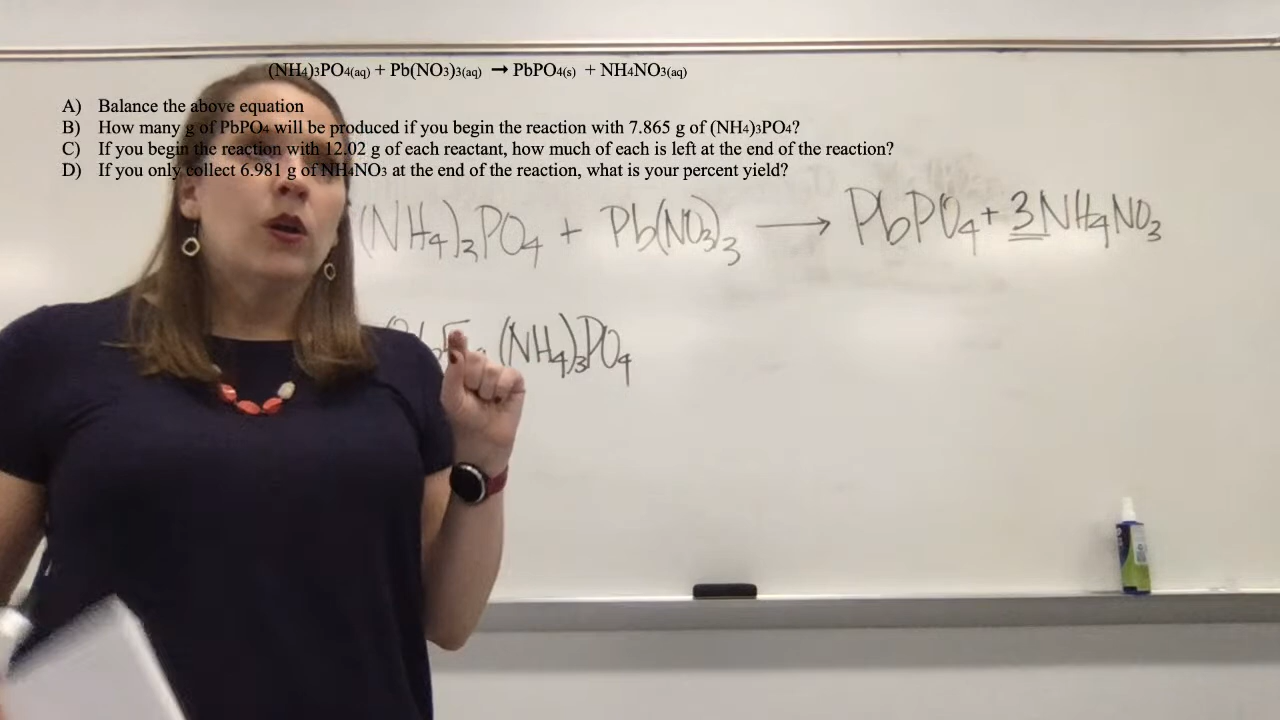 (NH4)3PO4(aq) + Pb(NO3)3(aq) → PbPO4(s) + NH4NO3(aq)
A) Balance the above equation
B) How many g of PbPO4 will be produced if you begin the reaction with 7.865 g of (NH4)3PO4?
C) If you begin the reaction with 12.02 g of each reactant, how much of each is left at the end of the reaction?
D) If you only collect 6.981 g of NH4NO3 at the end of the reaction, what is your percent yield?
(NH4)3PO4 + Pb(NO3)3 → PbPO4 + 3NH4NO3
(NH4)3PO4